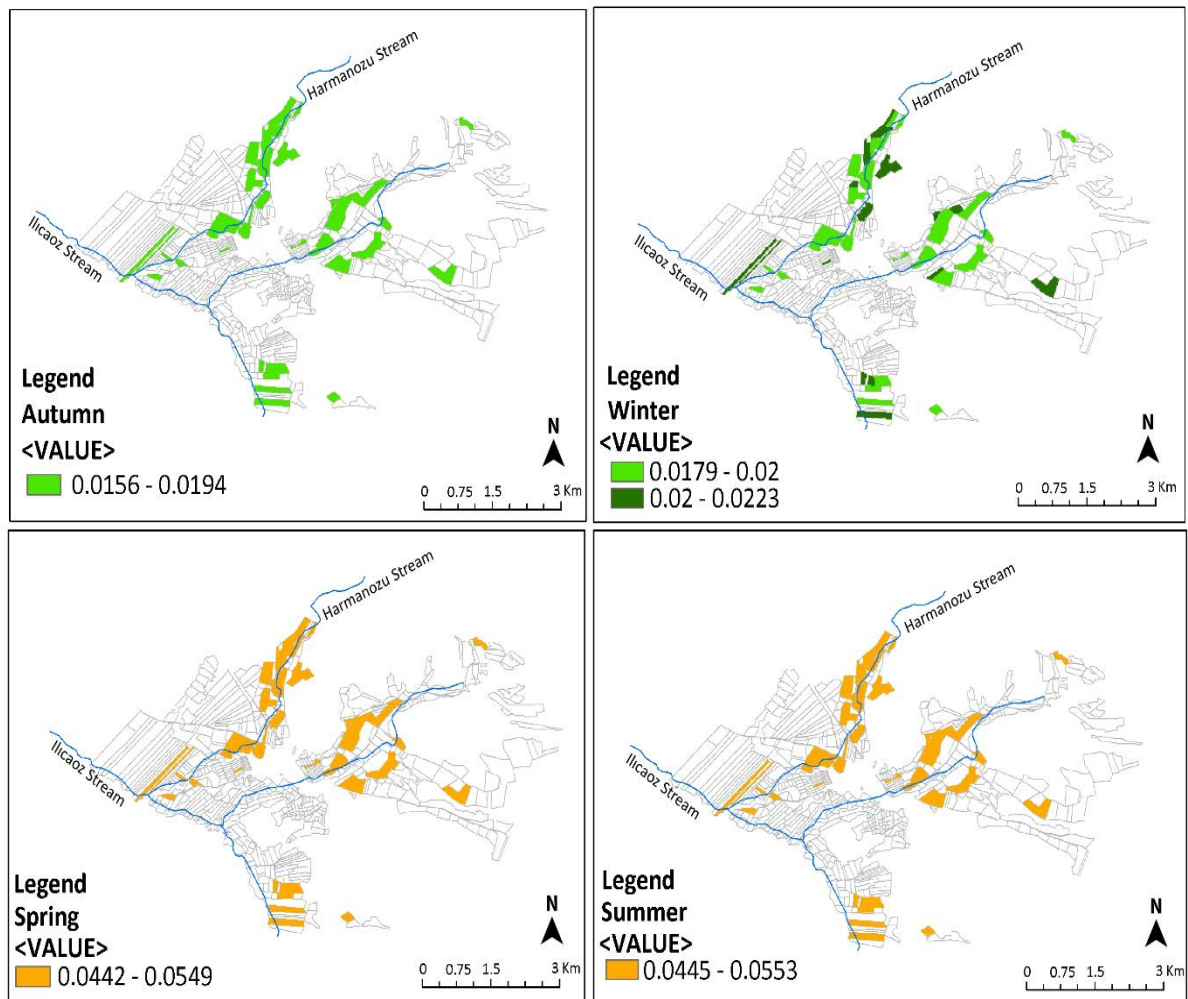 Harmanozu Stream
Ilicaoz Stream
Legend
Autumn
<VALUE>
0.0156 - 0.0194
N
0 0.75 1.5 3 Km
Harmanozu Stream
Ilicaoz Stream
Legend
Winter
<VALUE>
0.0179 - 0.02
0.02 - 0.0223
N
0 0.75 1.5 3 Km
Harmanozu Stream
Ilicaoz Stream
Legend
Spring
<VALUE>
0.0442 - 0.0549
N
0 0.75 1.5 3 Km
Harmanozu Stream
Ilicaoz Stream
Legend
Summer
<VALUE>
0.0445 - 0.0553
N
0 0.75 1.5 3 Km